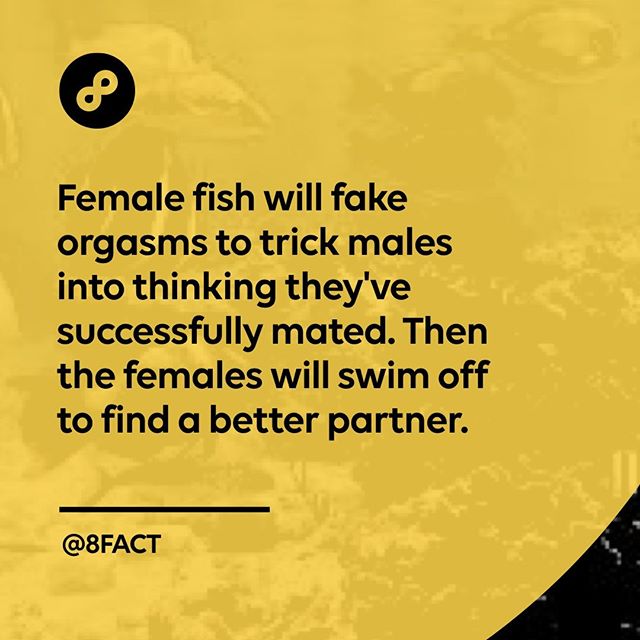 Female fish will fake
orgasms to trick males
into thinking they've
successfully mated. Then
the females will swim off
to find a better partner.
@8FACT